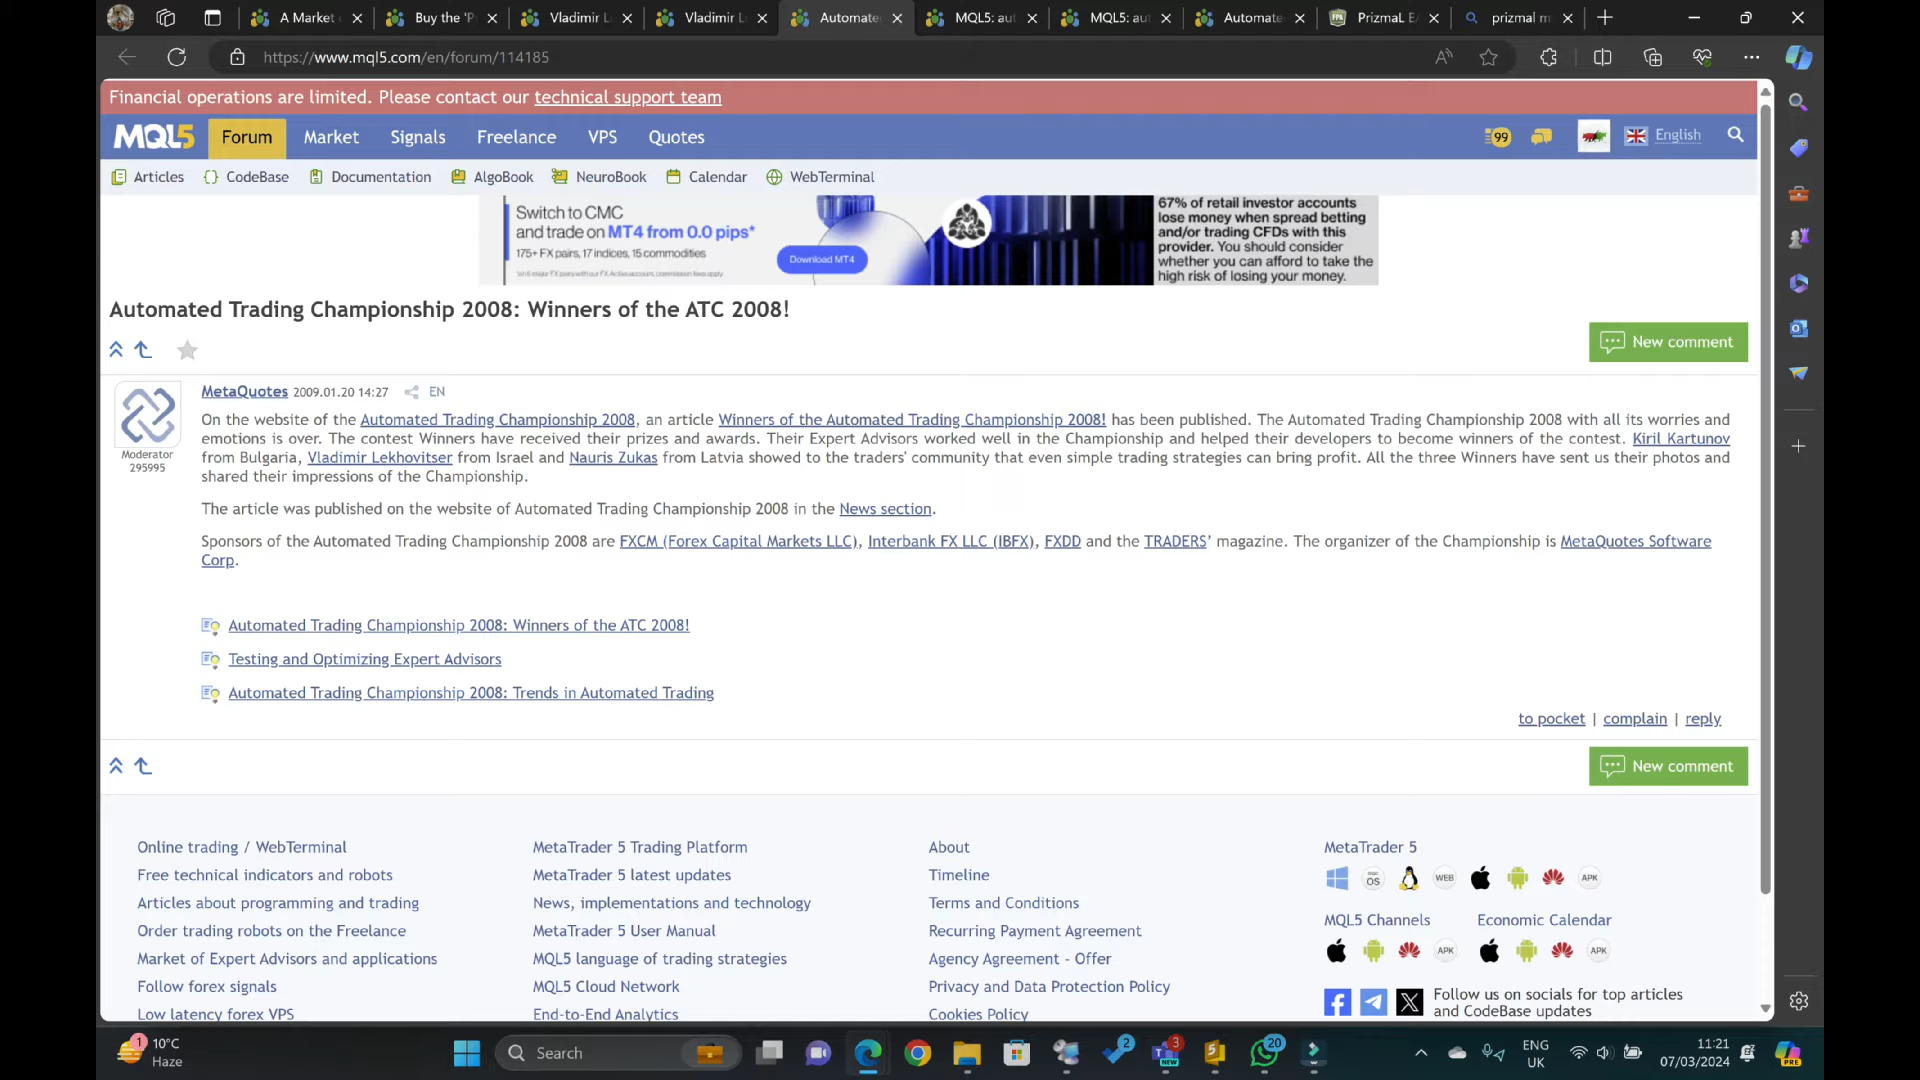 A Market
Buy the 'P
Vladimir L
Vladimir L
Automate
MQL5: aut
MQL5: aut
Automate
PrizmaL E
prizmal m
https://www.mql5.com/en/forum/114185
Financial operations are limited. Please contact our technical support team
MQL5 Forum Market Signals Freelance VPS Quotes
99
English
Articles CodeBase Documentation AlgoBook NeuroBook Calendar WebTerminal
Switch to CMC
and trade on MT4 from 0.0 pips*
175+ FX pairs, 17 indices, 15 commodities
Download MT4
67% of retail investor accounts
lose money when spread betting
and/or trading CFDs with this
provider. You should consider
whether you can afford to take the
high risk of losing your money.
Automated Trading Championship 2008: Winners of the ATC 2008!
New comment
MetaQuotes 2009.01.20 14:27 EN
Moderator
295995
On the website of the Automated Trading Championship 2008, an article Winners of the Automated Trading Championship 2008! has been published. The Automated Trading Championship 2008 with all its worries and
emotions is over. The contest Winners have received their prizes and awards. Their Expert Advisors worked well in the Championship and helped their developers to become winners of the contest. Kiril Kartunov
from Bulgaria, Vladimir Lekhovitser from Israel and Nauris Zukas from Latvia showed to the traders' community that even simple trading strategies can bring profit. All the three Winners have sent us their photos and
shared their impressions of the Championship.
The article was published on the website of Automated Trading Championship 2008 in the News section.
Sponsors of the Automated Trading Championship 2008 are FXCM (Forex Capital Markets LLC), Interbank FX LLC (IBFX), FXDD and the TRADERS' magazine. The organizer of the Championship is MetaQuotes Software
Corp.
Automated Trading Championship 2008: Winners of the ATC 2008!
Testing and Optimizing Expert Advisors
Automated Trading Championship 2008: Trends in Automated Trading
to pocket | complain | reply
New comment
Online trading / WebTerminal
Free technical indicators and robots
Articles about programming and trading
Order trading robots on the Freelance
Market of Expert Advisors and applications
Follow forex signals
Low latency forex VPS
MetaTrader 5 Trading Platform
MetaTrader 5 latest updates
News, implementations and technology
MetaTrader 5 User Manual
MQL5 language of trading strategies
MQL5 Cloud Network
End-to-End Analytics
About
Timeline
Terms and Conditions
Recurring Payment Agreement
Agency Agreement - Offer
Privacy and Data Protection Policy
Cookies Policy
MetaTrader 5
OS WEB APK
MQL5 Channels Economic Calendar
APK APK
Follow us on socials for top articles
and CodeBase updates
1
10°C
Haze
Search
2
3
NEW
5
20
ENG
UK
11:21
07/03/2024
PRE